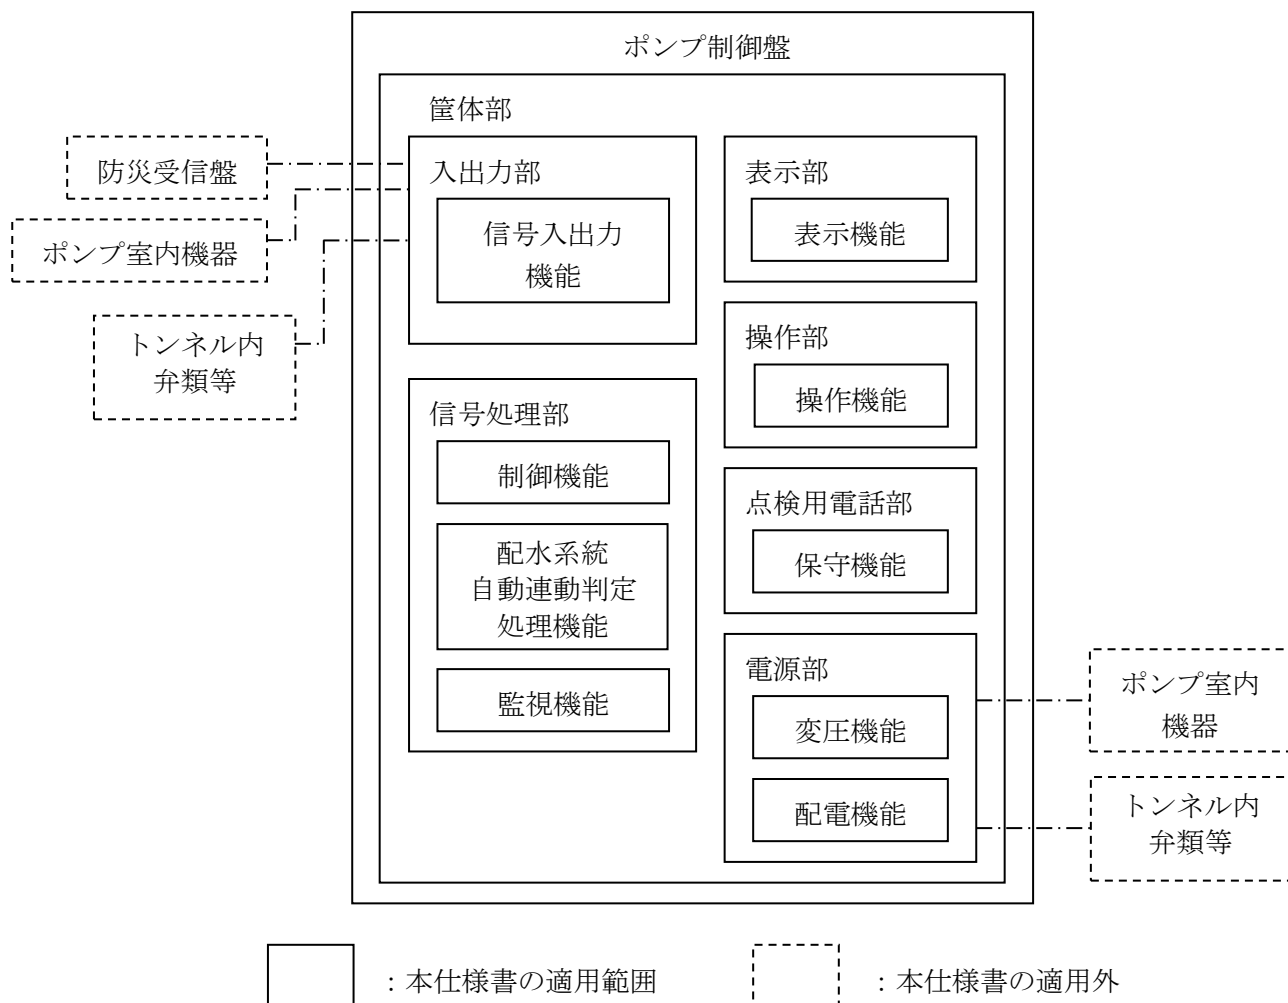 ポンプ制御盤
筐体部
防災受信盤
ポンプ室内機器
トンネル内
弁類等
入出力部
信号入出力
機能
信号処理部
制御機能
配水系統
自動連動判定
処理機能
監視機能
表示部
表示機能
操作部
操作機能
点検用電話部
保守機能
電源部
変圧機能
配電機能
ポンプ室内
機器
トンネル内
弁類等
：本仕様書の適用範囲
：本仕様書の適用外